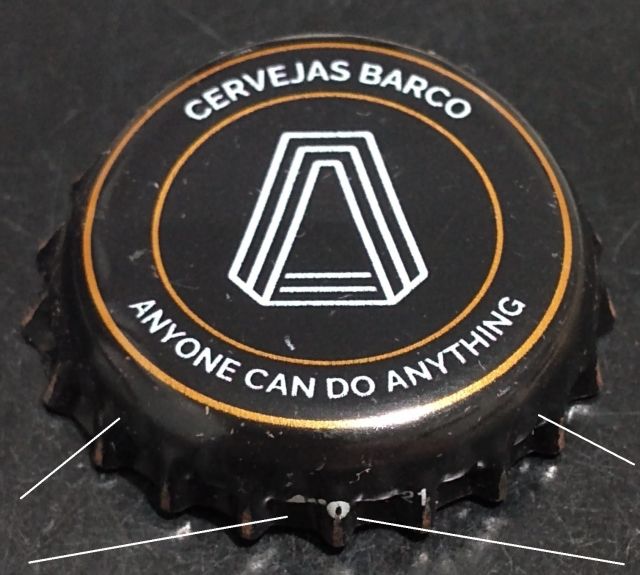 CERVEJAS BARCO
ANYONE CAN DO ANYTHING